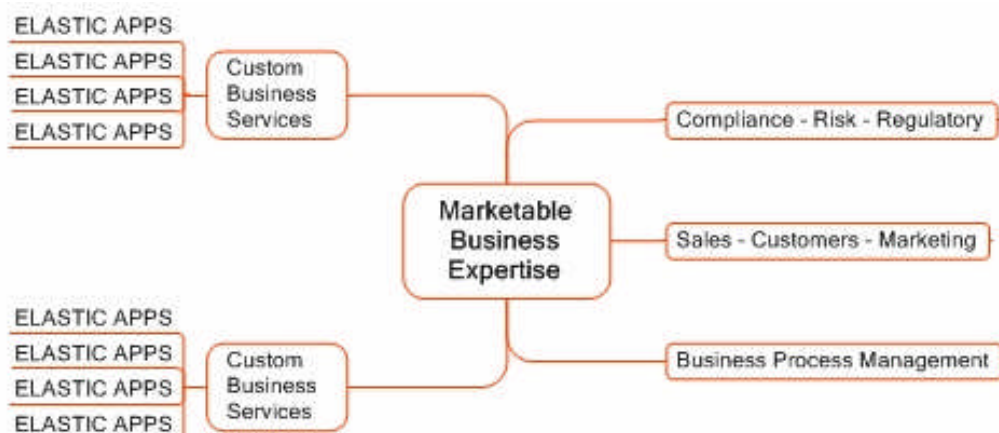 ELASTIC APPS
ELASTIC APPS
ELASTIC APPS
ELASTIC APPS
Custom
Business
Services
Compliance - Risk - Regulatory
Marketable
Business
Expertise
Sales - Customers - Marketing
ELASTIC APPS
ELASTIC APPS
ELASTIC APPS
ELASTIC APPS
Custom
Business
Services
Business Process Management